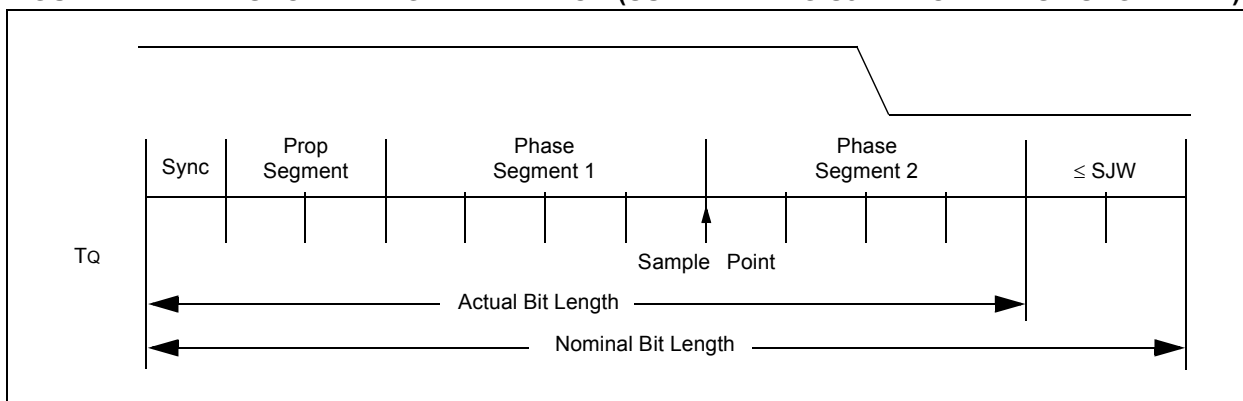 Sync
Prop
Segment
Phase
Segment 1
Phase
Segment 2
≤ SJW
TQ
Sample Point
Actual Bit Length
Nominal Bit Length